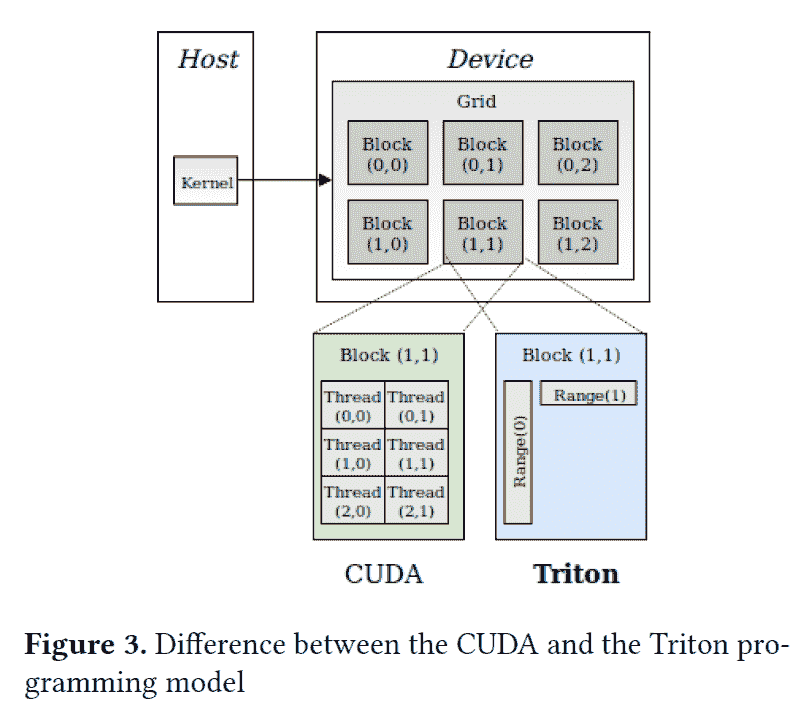 Host
Device
Grid
Block
(0,0)
Block
(0,1)
Block
(0,2)
Kernel
Block
(1,0)
Block
(1,1)
Block
(1,2)
Block (1,1)
Thread
(0,0)
Thread
(0,1)
Thread
(1,0)
Thread
(1,1)
Thread
(2,0)
Thread
(2,1)
CUDA
Block (1,1)
Range(0)
Range(1)
Triton
Figure 3. Difference between the CUDA and the Triton pro-
gramming model